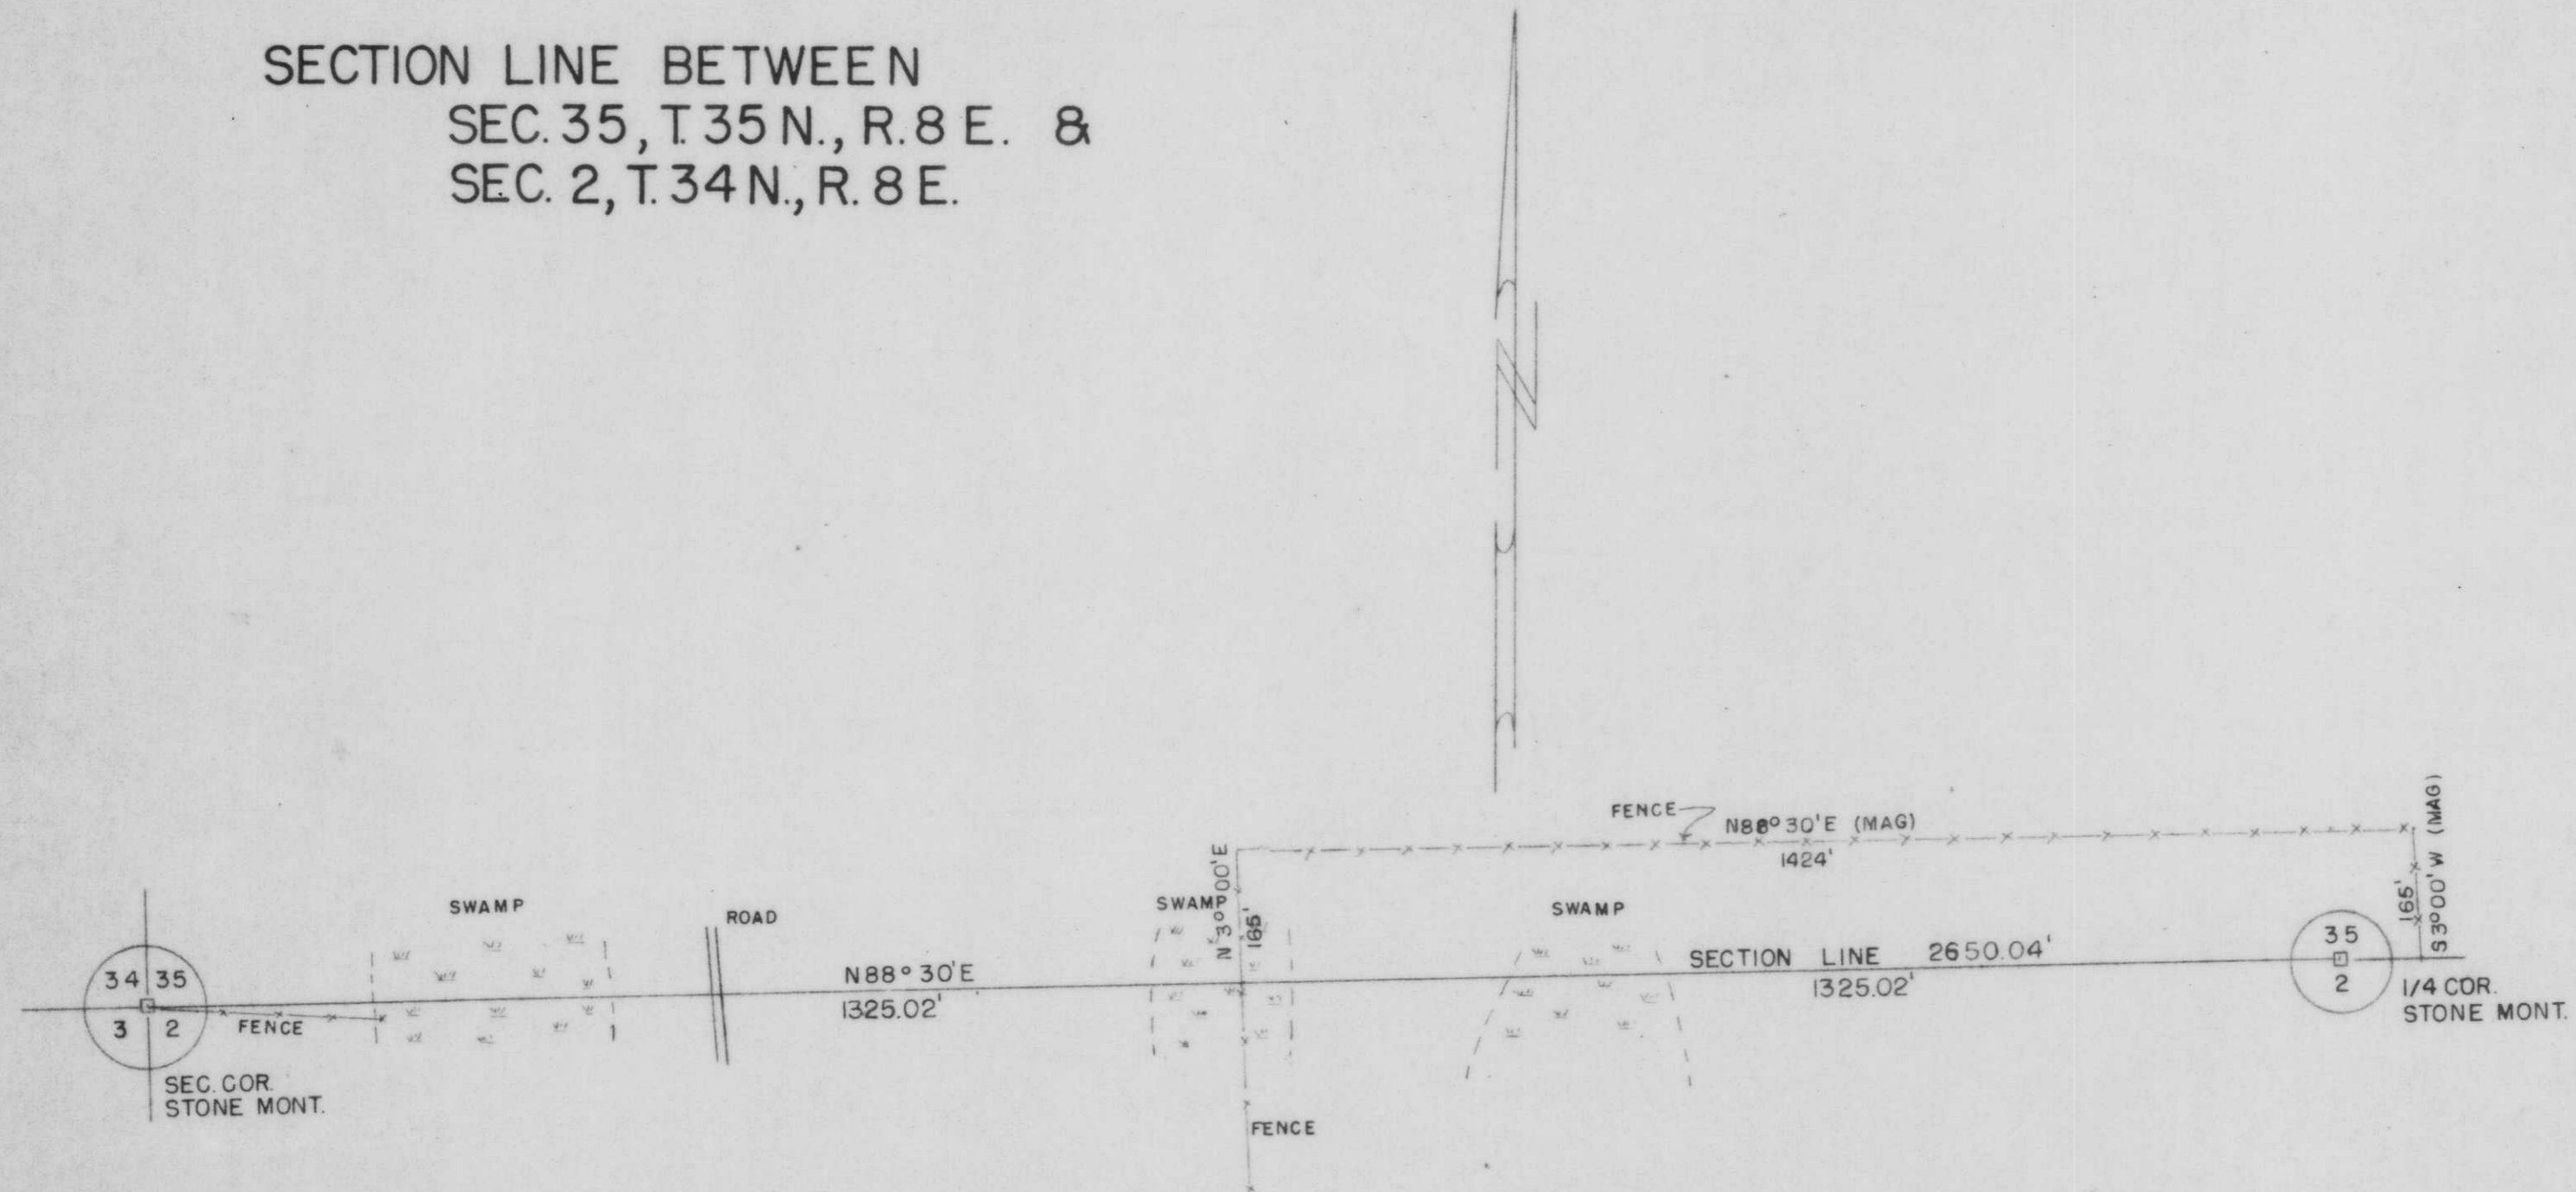 SECTION LINE BETWEEN
SEC. 35, T. 35 N., R. 8 E. &
SEC. 2, T. 34 N., R. 8 E.
N
FENCE
N88°30'E (MAG)
1424'
S3°00'W (MAG)
165'
N 3°00'E
165'
SWAMP
ROAD
SWAMP
SWAMP
34 35
3 2
FENCE
N88°30'E
1325.02'
SECTION LINE 2650.04'
1325.02'
35
2
1/4 COR.
STONE MONT.
SEC. COR.
STONE MONT.
FENCE